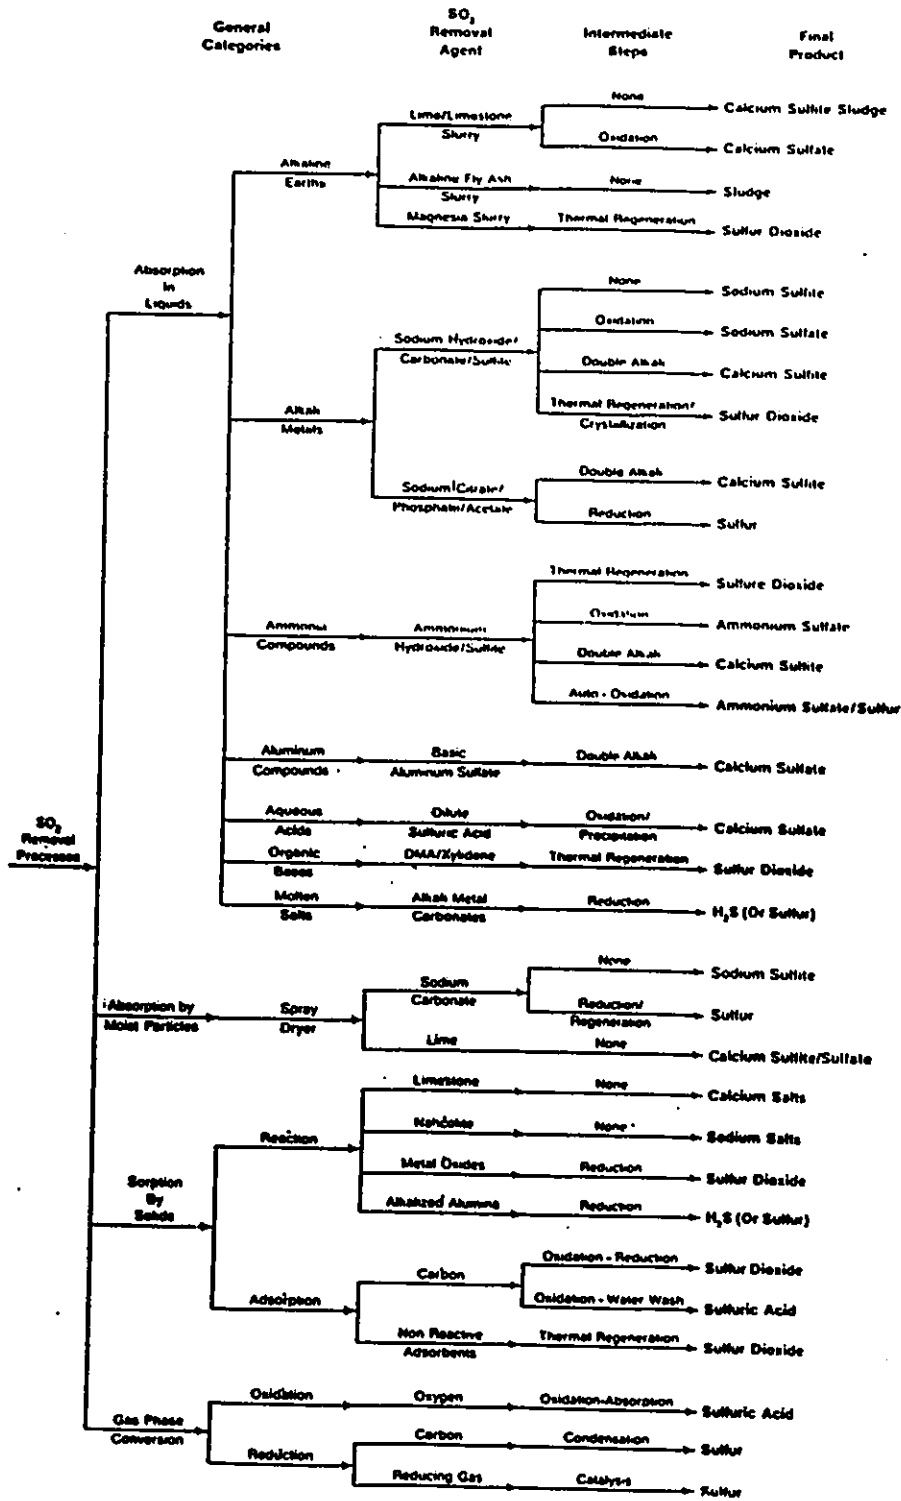 General
Categories
SO2
Removal
Agent
Intermediate
Steps
Final
Product
SO2
Removal
Processes
Absorption
In
Liquids
Alkaline
Earths
Lime/Limestone
Slurry
None
Calcium Sulfite Sludge
Oxidation
Calcium Sulfate
Alkaline Fly Ash
Slurry
None
Sludge
Magnesia Slurry
Thermal Regeneration
Sulfur Dioxide
Alkali
Metals
Sodium Hydroxide/
Carbonate/Sulfite
None
Sodium Sulfite
Oxidation
Sodium Sulfate
Double Alkali
Calcium Sulfite
Thermal Regeneration/
Crystallization
Sulfur Dioxide
Sodium Citrate/
Phosphate/Acetate
Double Alkali
Calcium Sulfite
Reduction
Sulfur
Ammonia
Compounds
Ammonium
Hydroxide/Sulfite
Thermal Regeneration
Sulfure Dioxide
Oxidation
Ammonium Sulfate
Double Alkali
Calcium Sulfite
Auto - Oxidation
Ammonium Sulfate/Sulfur
Aluminum
Compounds
Basic
Aluminum Sulfate
Double Alkali
Calcium Sulfate
Aqueous
Acids
Dilute
Sulfuric Acid
Oxidation/
Precipitation
Calcium Sulfate
Organic
Bases
DMA/Xylidene
Thermal Regeneration
Sulfur Dioxide
Molten
Salts
Alkali Metal
Carbonates
Reduction
H2S (Or Sulfur)
Absorption by
Moist Particles
Spray
Dryer
Sodium
Carbonate
None
Sodium Sulfite
Reduction/
Regeneration
Sulfur
Lime
None
Calcium Sulfite/Sulfate
Sorption
By
Solids
Reaction
Limestone
None
Calcium Salts
Nahcolite
None
Sodium Salts
Metal Oxides
Reduction
Sulfur Dioxide
Alkalized Alumina
Reduction
H2S (Or Sulfur)
Adsorption
Carbon
Oxidation - Reduction
Sulfur Dioxide
Oxidation - Water Wash
Sulfuric Acid
Non Reactive
Adsorbents
Thermal Regeneration
Sulfur Dioxide
Gas Phase
Conversion
Oxidation
Oxygen
Oxidation-Absorption
Sulfuric Acid
Reduction
Carbon
Condensation
Sulfur
Reducing Gas
Catalysis
Sulfur